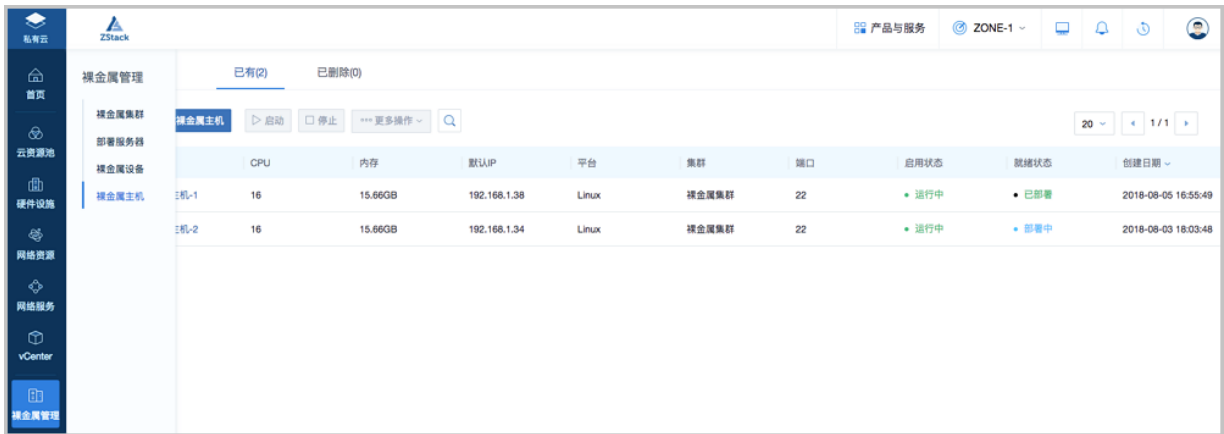 私有云
ZStack
产品与服务 ZONE-1
首页
云资源池
硬件设施
网络资源
网络服务
vCenter
裸金属管理
裸金属管理
裸金属集群
部署服务器
裸金属设备
裸金属主机
已有(2) 已删除(0)
裸金属主机 启动 停止 更多操作 20 1 / 1
CPU 内存 默认IP 平台 集群 端口 启用状态 就绪状态 创建日期
主机-1 16 15.66GB 192.168.1.38 Linux 裸金属集群 22 运行中 已部署 2018-08-05 16:55:49
主机-2 16 15.66GB 192.168.1.34 Linux 裸金属集群 22 运行中 部署中 2018-08-03 18:03:48